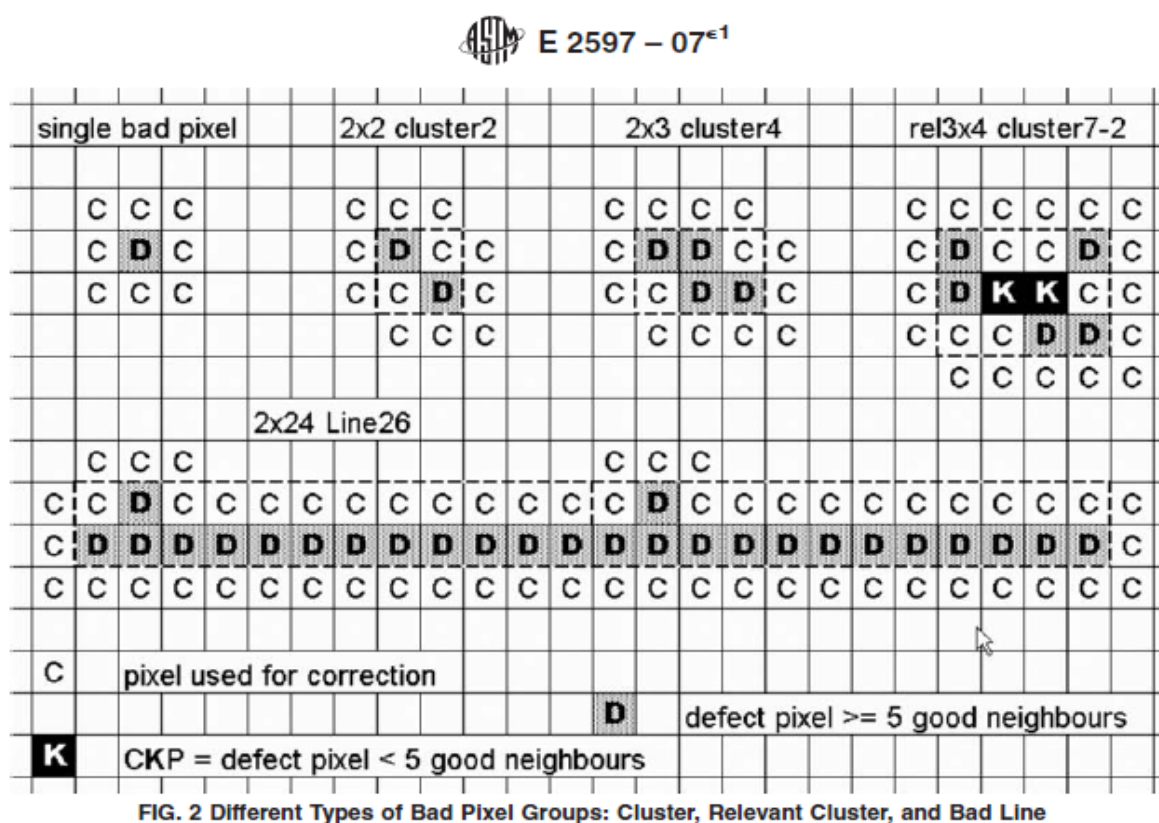 ASTM E 2597 – 07ε1
single bad pixel 2x2 cluster2 2x3 cluster4 rel3x4 cluster7-2
C C C C C C C C C C C C C C C C
C D C C D C C C D D C C C D C C D C
C C C C C D C C C D D C C D K K C C
C C C C C C C C C C D D C
C C C C C
2x24 Line26
C C C C C C
C C D C C C C C C C C C C C D C C C C C C C C C C C
C D D D D D D D D D D D D D D D D D D D D D D D D C
C C C C C C C C C C C C C C C C C C C C C C C C C C
C pixel used for correction
D defect pixel >= 5 good neighbours
K CKP = defect pixel < 5 good neighbours
FIG. 2 Different Types of Bad Pixel Groups: Cluster, Relevant Cluster, and Bad Line